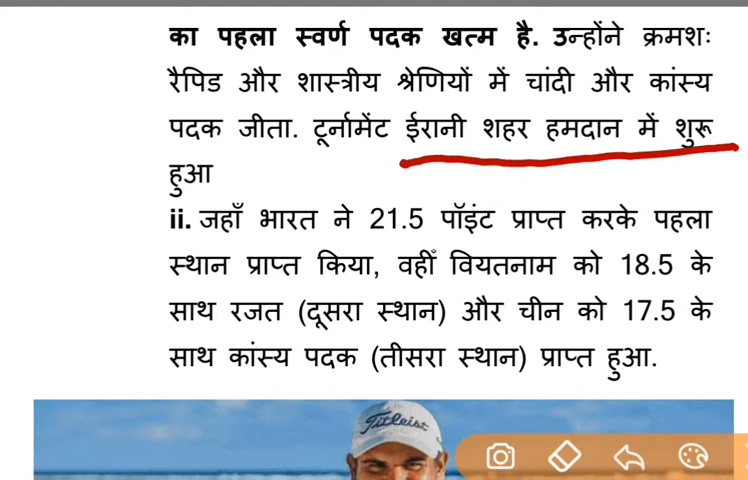 का पहला स्वर्ण पदक खत्म है. उन्होंने क्रमशः
रैपिड और शास्त्रीय श्रेणियों में चांदी और कांस्य
पदक जीता. टूर्नामेंट ईरानी शहर हमदान में शुरू
हुआ
ii. जहाँ भारत ने 21.5 पॉइंट प्राप्त करके पहला
स्थान प्राप्त किया, वहीँ वियतनाम को 18.5 के
साथ रजत (दूसरा स्थान) और चीन को 17.5 के
साथ कांस्य पदक (तीसरा स्थान) प्राप्त हुआ.
Titleist